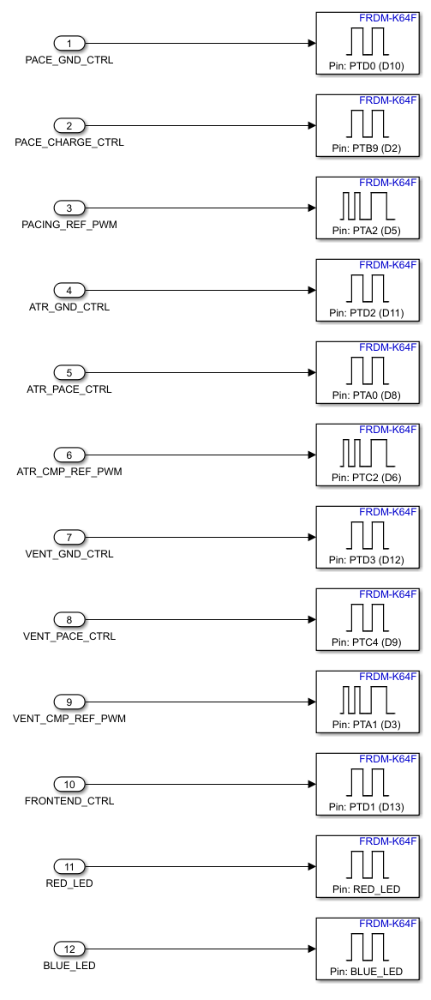 FRDM-K64F
1
PACE_GND_CTRL
Pin: PTD0 (D10)
FRDM-K64F
2
PACE_CHARGE_CTRL
Pin: PTB9 (D2)
FRDM-K64F
3
PACING_REF_PWM
Pin: PTA2 (D5)
FRDM-K64F
4
ATR_GND_CTRL
Pin: PTD2 (D11)
FRDM-K64F
5
ATR_PACE_CTRL
Pin: PTA0 (D8)
FRDM-K64F
6
ATR_CMP_REF_PWM
Pin: PTC2 (D6)
FRDM-K64F
7
VENT_GND_CTRL
Pin: PTD3 (D12)
FRDM-K64F
8
VENT_PACE_CTRL
Pin: PTC4 (D9)
FRDM-K64F
9
VENT_CMP_REF_PWM
Pin: PTA1 (D3)
FRDM-K64F
10
FRONTEND_CTRL
Pin: PTD1 (D13)
FRDM-K64F
11
RED_LED
Pin: RED_LED
FRDM-K64F
12
BLUE_LED
Pin: BLUE_LED